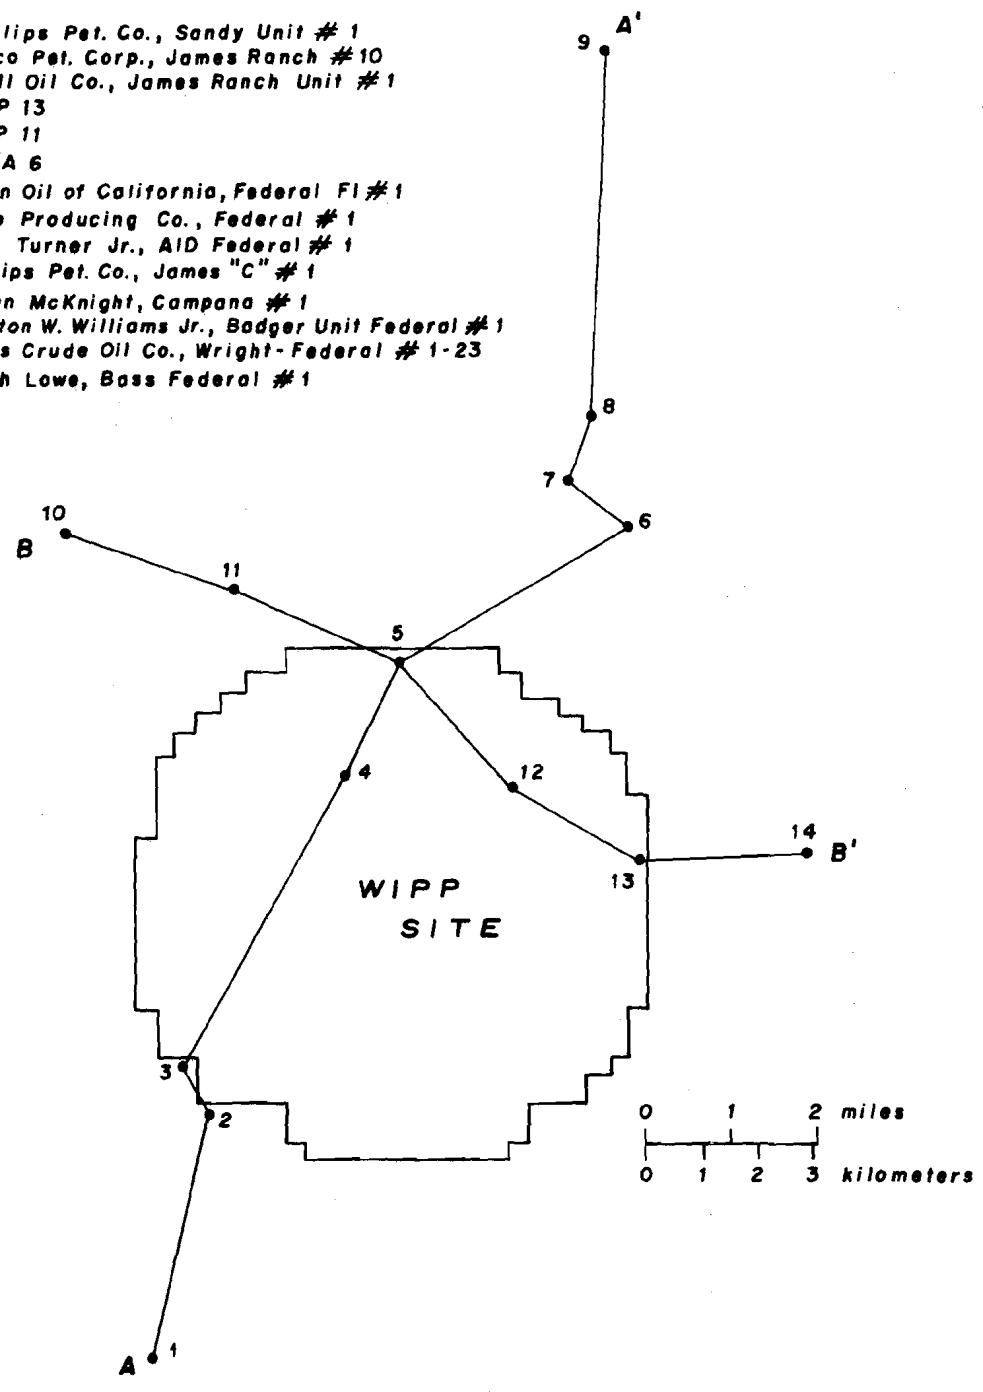 lips Pet. Co., Sandy Unit # 1
co Pet. Corp., James Ranch # 10
ll Oil Co., James Ranch Unit # 1
P 13
P 11
A 6
n Oil of California, Federal FI # 1
e Producing Co., Federal # 1
Turner Jr., AID Federal # 1
ips Pet. Co., James "C" # 1
en McKnight, Campana # 1
ton W. Williams Jr., Badger Unit Federal # 1
s Crude Oil Co., Wright-Federal # 1-23
h Lowe, Bass Federal # 1
A'
9
8
7
6
10
B
11
5
4
12
14
B'
13
WIPP
SITE
3
2
0 1 2 miles
0 1 2 3 kilometers
1
A